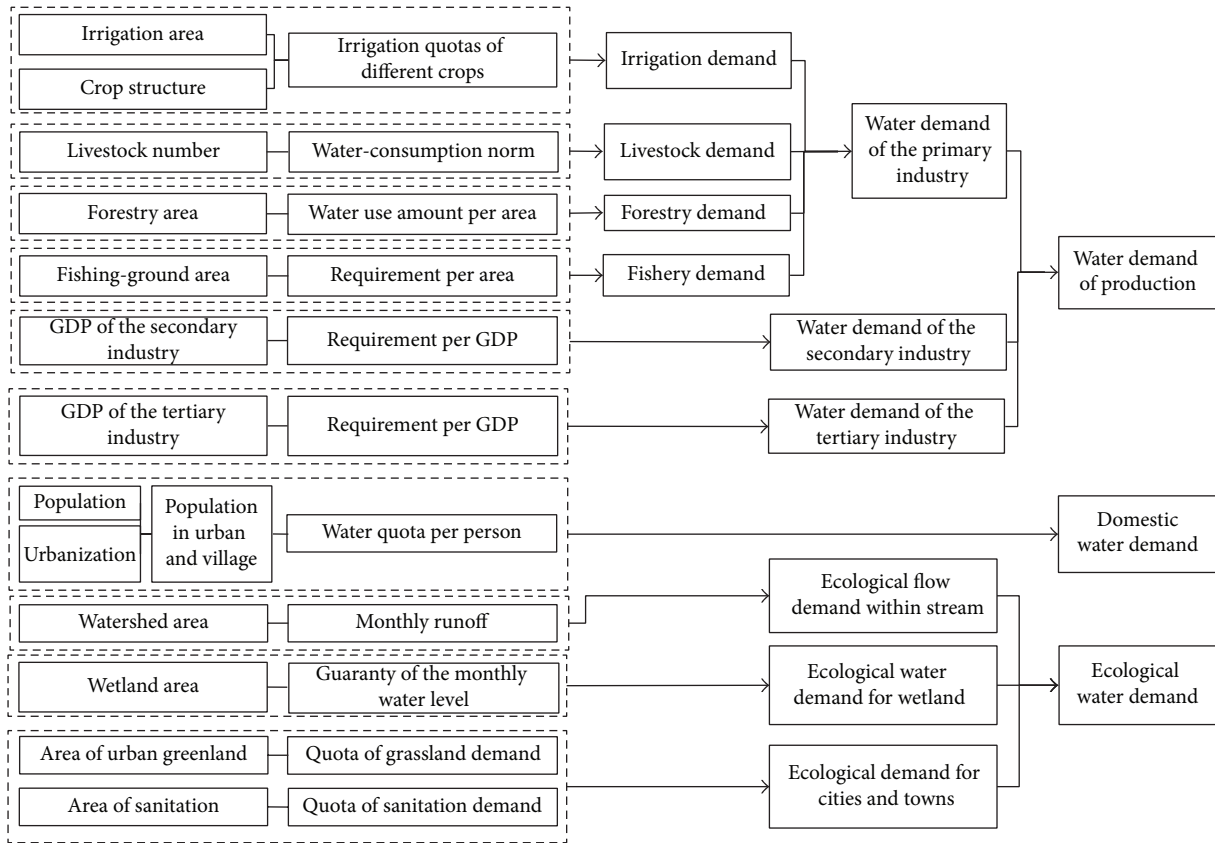 Irrigation area
Crop structure
Irrigation quotas of
different crops
Irrigation demand
Livestock number
Water-consumption norm
Livestock demand
Water demand
of the primary
industry
Forestry area
Water use amount per area
Forestry demand
Fishing-ground area
Requirement per area
Fishery demand
Water demand
of production
GDP of the secondary
industry
Requirement per GDP
Water demand of the
secondary industry
GDP of the tertiary
industry
Requirement per GDP
Water demand of the
tertiary industry
Population
Urbanization
Population
in urban
and village
Water quota per person
Domestic
water demand
Watershed area
Monthly runoff
Ecological flow
demand within stream
Wetland area
Guaranty of the monthly
water level
Ecological water
demand for wetland
Ecological
water demand
Area of urban greenland
Quota of grassland demand
Area of sanitation
Quota of sanitation demand
Ecological demand for
cities and towns